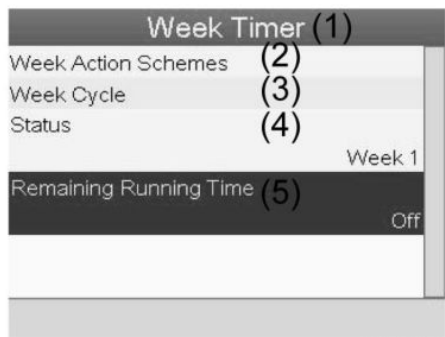 Week Timer (1)
Week Action Schemes (2)
Week Cycle (3)
Status (4)
Week 1
Remaining Running Time (5)
Off